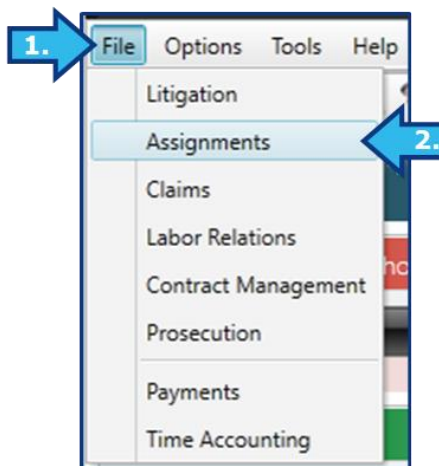 1.
File Options Tools Help
Litigation
Assignments
2.
Claims
Labor Relations
Contract Management
Prosecution
Payments
Time Accounting